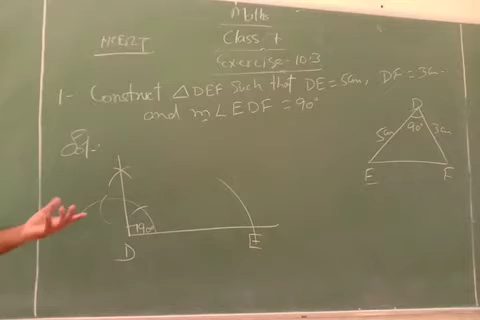 Maths
NCERT
Class 7
Exercise-10.3
1- Construct △DEF such that DE=5cm, DF=3cm
and m∠EDF=90°
Sol:-
D
5cm 90° 3cm
E F
90°
D E